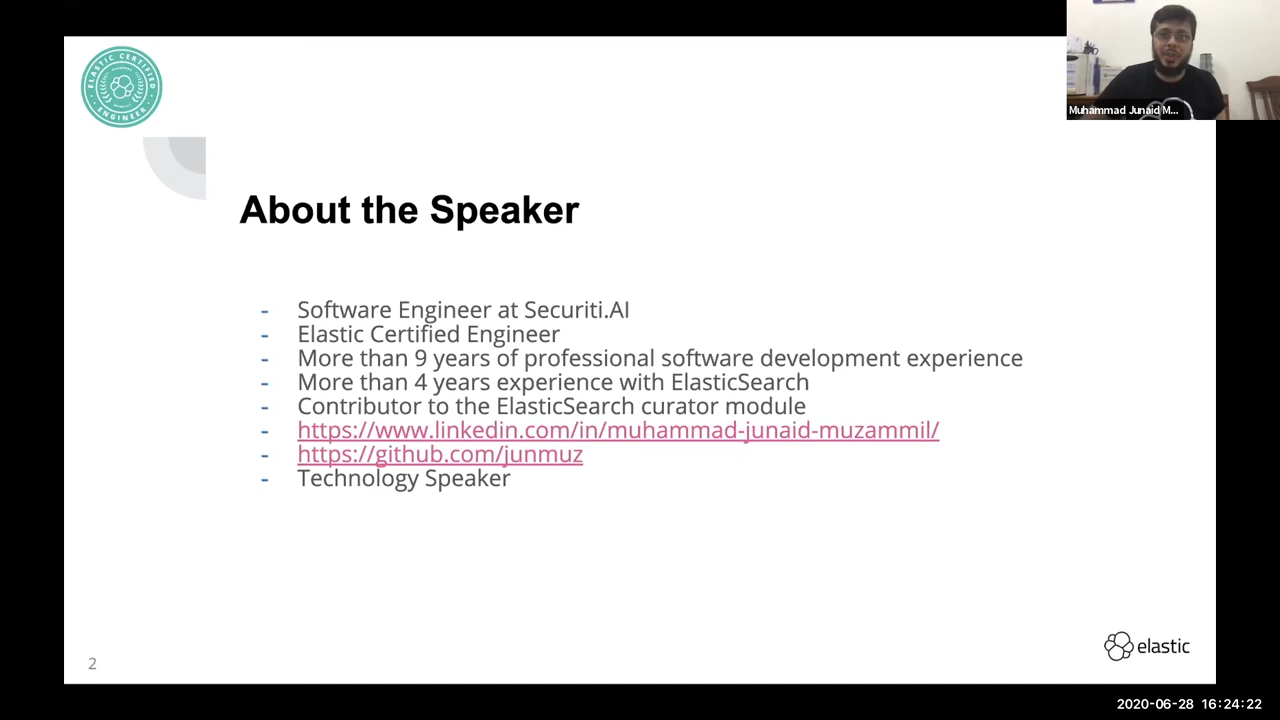 ELASTIC CERTIFIED
ENGINEER
Muhammad Junaid M...
About the Speaker
- Software Engineer at Securiti.AI
- Elastic Certified Engineer
- More than 9 years of professional software development experience
- More than 4 years experience with ElasticSearch
- Contributor to the ElasticSearch curator module
- https://www.linkedin.com/in/muhammad-junaid-muzammil/
- https://github.com/junmuz
- Technology Speaker
elastic
2
2020-06-28 16:24:22